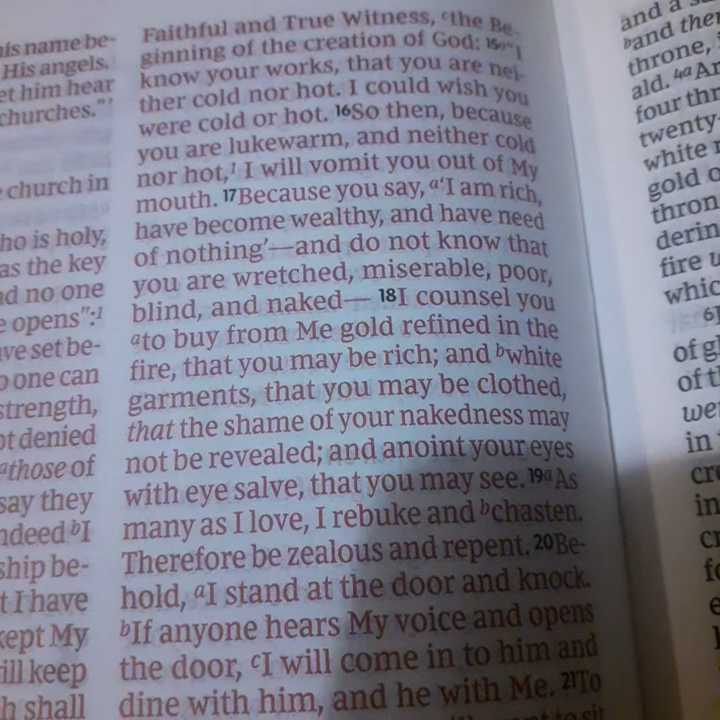 his name be-
His angels.
et him hear
churches."
church in
ho is holy,
as the key
nd no one
opens":¹
ve set be-
o one can
strength,
ot denied
ᵃthose of
say they
ndeed ᵇI
ship be-
t I have
kept My
ill keep
h shall
Faithful and True Witness, ᶜthe Be-
ginning of the creation of God: 15 ᵃ"I
know your works, that you are nei-
ther cold nor hot. I could wish you
were cold or hot. 16So then, because
you are lukewarm, and neither cold
nor hot,¹ I will vomit you out of My
mouth. 17Because you say, ᵃ'I am rich,
have become wealthy, and have need
of nothing'—and do not know that
you are wretched, miserable, poor,
blind, and naked— 18I counsel you
ᵃto buy from Me gold refined in the
fire, that you may be rich; and ᵇwhite
garments, that you may be clothed,
that the shame of your nakedness may
not be revealed; and anoint your eyes
with eye salve, that you may see. 19ᵃAs
many as I love, I rebuke and ᵇchasten.
Therefore be zealous and repent. 20Be-
hold, ᵃI stand at the door and knock.
ᵇIf anyone hears My voice and opens
the door, ᶜI will come in to him and
dine with him, and he with Me. 21To
to sit
and a
ᵇand
throne,
ald. 4ᵃ
four
twenty-
white
gold
thron
derin
fire
whic
6
of
of
we
in
cr
in